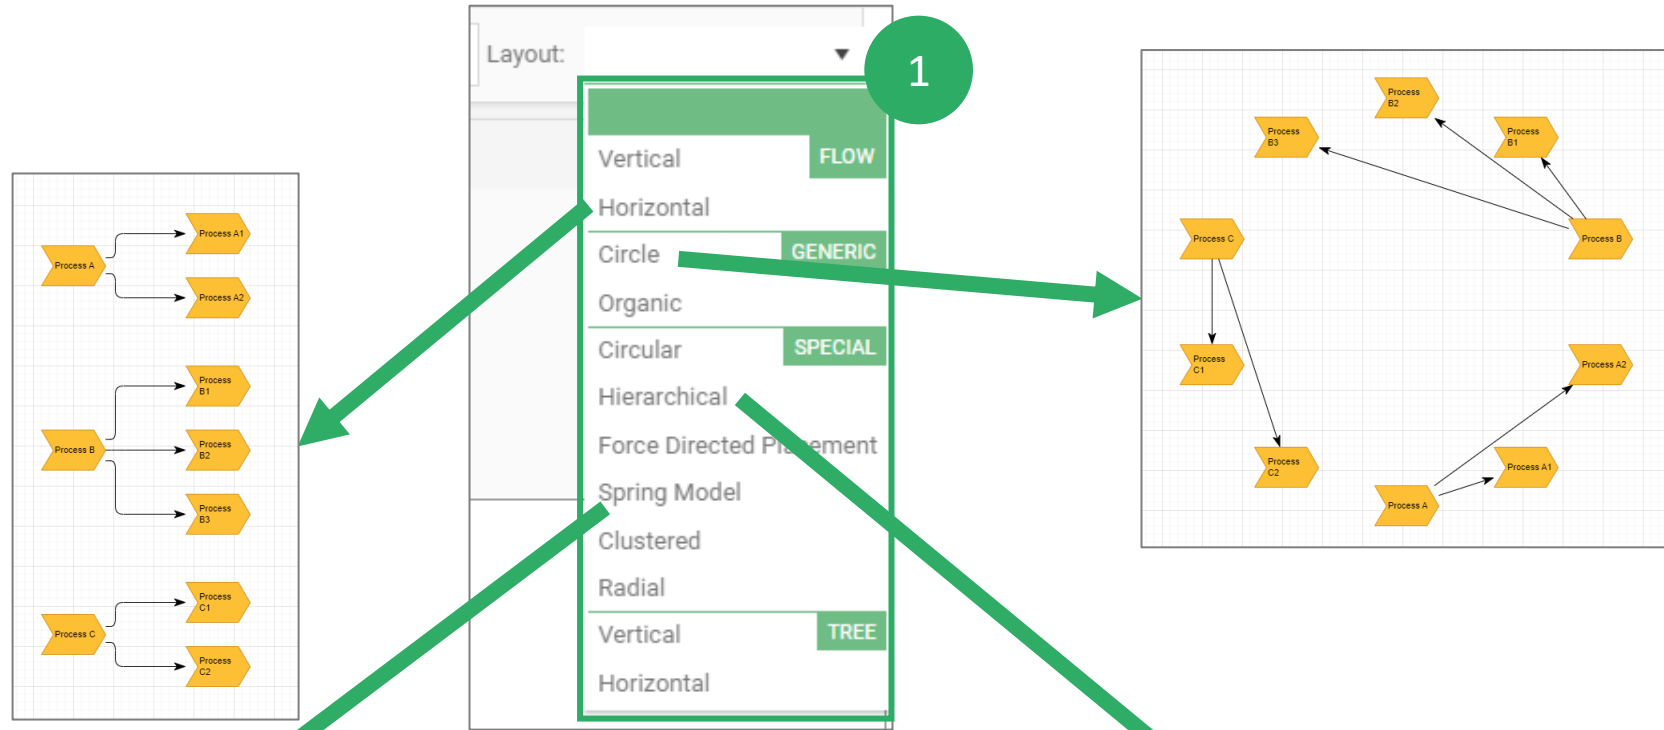 Layout:
1
Vertical
FLOW
Horizontal
Circle
GENERIC
Organic
Circular
SPECIAL
Hierarchical
Force Directed Placement
Spring Model
Clustered
Radial
Vertical
TREE
Horizontal
Process A
Process A1
Process A2
Process B
Process
B1
Process
B2
Process
B3
Process C
Process
C1
Process
C2
Process
B2
Process
B3
Process
B1
Process C
Process B
Process
C1
Process A2
Process
C2
Process A1
Process A